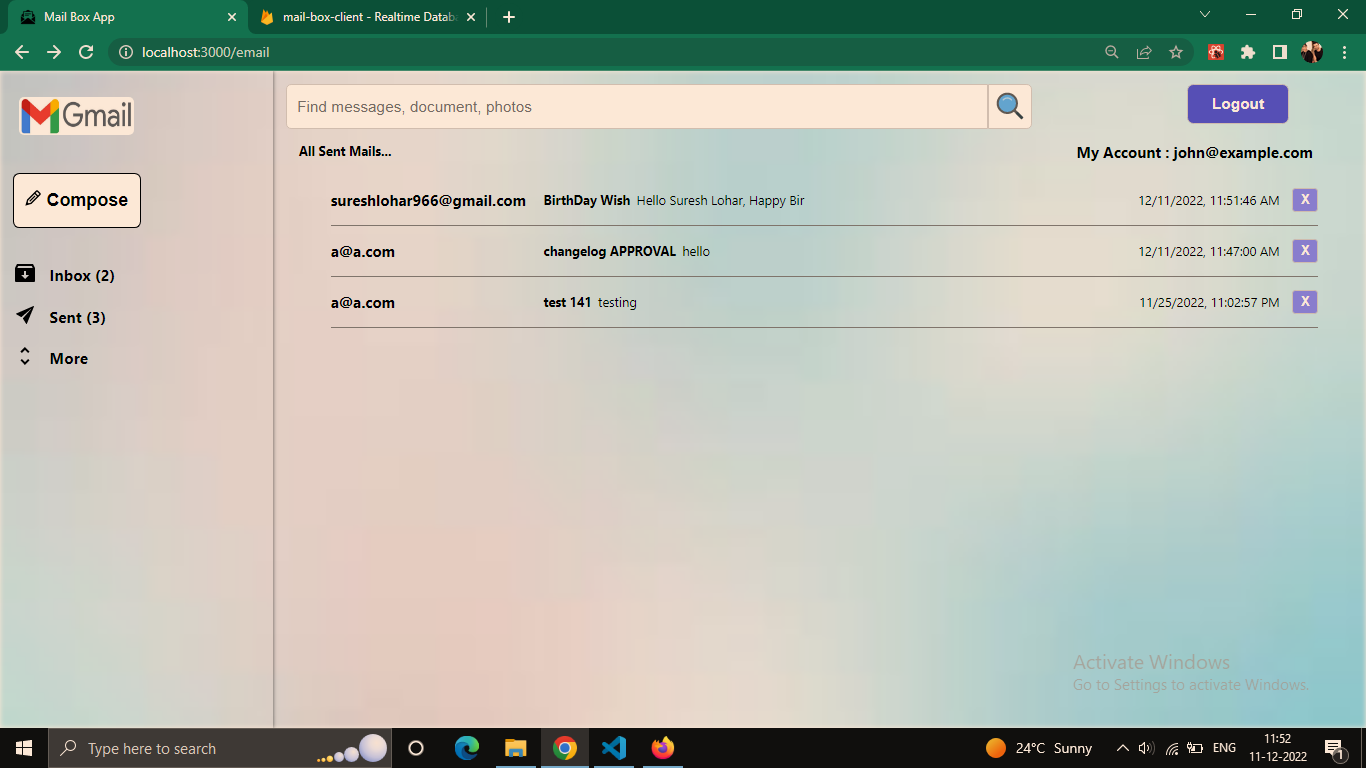 Mail Box App
mail-box-client - Realtime Datab
localhost:3000/email
Gmail
Find messages, document, photos
Logout
All Sent Mails...
My Account : john@example.com
Compose
sureshlohar966@gmail.com BirthDay Wish Hello Suresh Lohar, Happy Bir 12/11/2022, 11:51:46 AM X
a@a.com changelog APPROVAL hello 12/11/2022, 11:47:00 AM X
a@a.com test 141 testing 11/25/2022, 11:02:57 PM X
Inbox (2)
Sent (3)
More
Activate Windows
Go to Settings to activate Windows.
Type here to search
24°C Sunny
ENG
11:52
11-12-2022
1